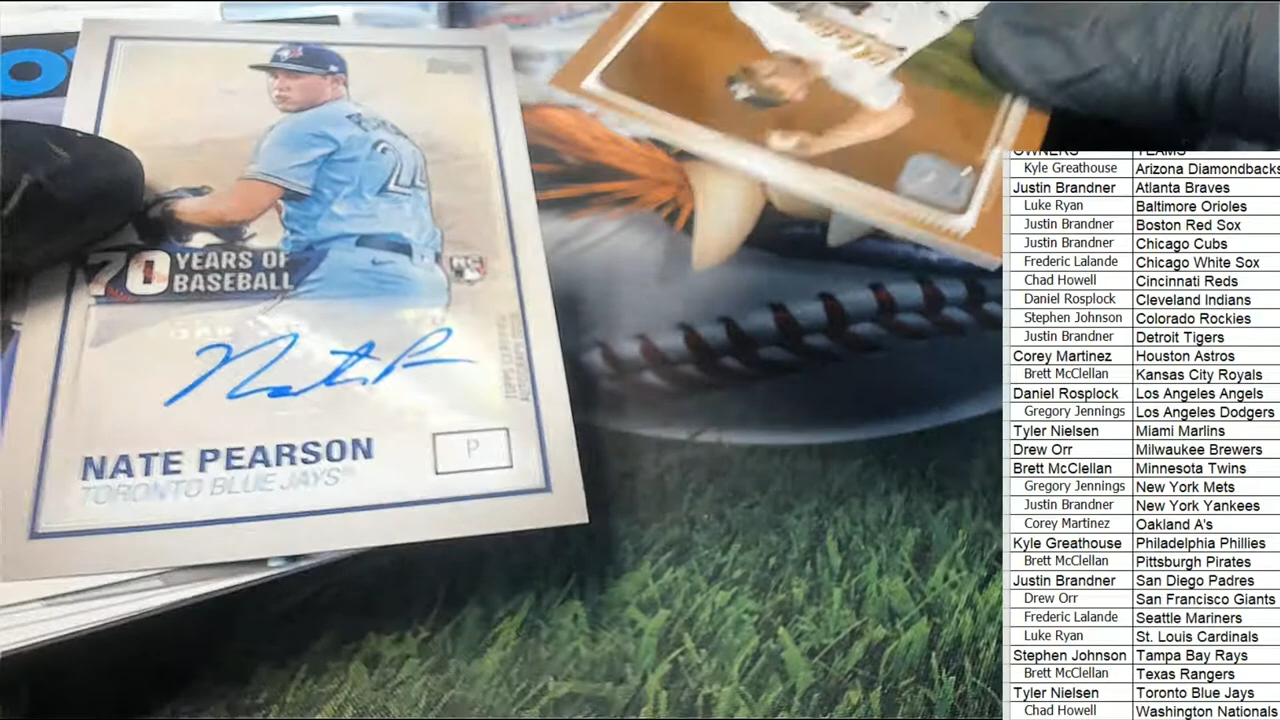 Topps
24
70 YEARS OF
BASEBALL
RC
Nate P
TOPPS CERTIFIED
AUTOGRAPH ISSUE
NATE PEARSON
P
TORONTO BLUE JAYS
OWNERS TEAMS
Kyle Greathouse Arizona Diamondbacks
Justin Brandner Atlanta Braves
Luke Ryan Baltimore Orioles
Justin Brandner Boston Red Sox
Justin Brandner Chicago Cubs
Frederic Lalande Chicago White Sox
Chad Howell Cincinnati Reds
Daniel Rosplock Cleveland Indians
Stephen Johnson Colorado Rockies
Justin Brandner Detroit Tigers
Corey Martinez Houston Astros
Brett McClellan Kansas City Royals
Daniel Rosplock Los Angeles Angels
Gregory Jennings Los Angeles Dodgers
Tyler Nielsen Miami Marlins
Drew Orr Milwaukee Brewers
Brett McClellan Minnesota Twins
Gregory Jennings New York Mets
Justin Brandner New York Yankees
Corey Martinez Oakland A's
Kyle Greathouse Philadelphia Phillies
Brett McClellan Pittsburgh Pirates
Justin Brandner San Diego Padres
Drew Orr San Francisco Giants
Frederic Lalande Seattle Mariners
Luke Ryan St. Louis Cardinals
Stephen Johnson Tampa Bay Rays
Brett McClellan Texas Rangers
Tyler Nielsen Toronto Blue Jays
Chad Howell Washington Nationals